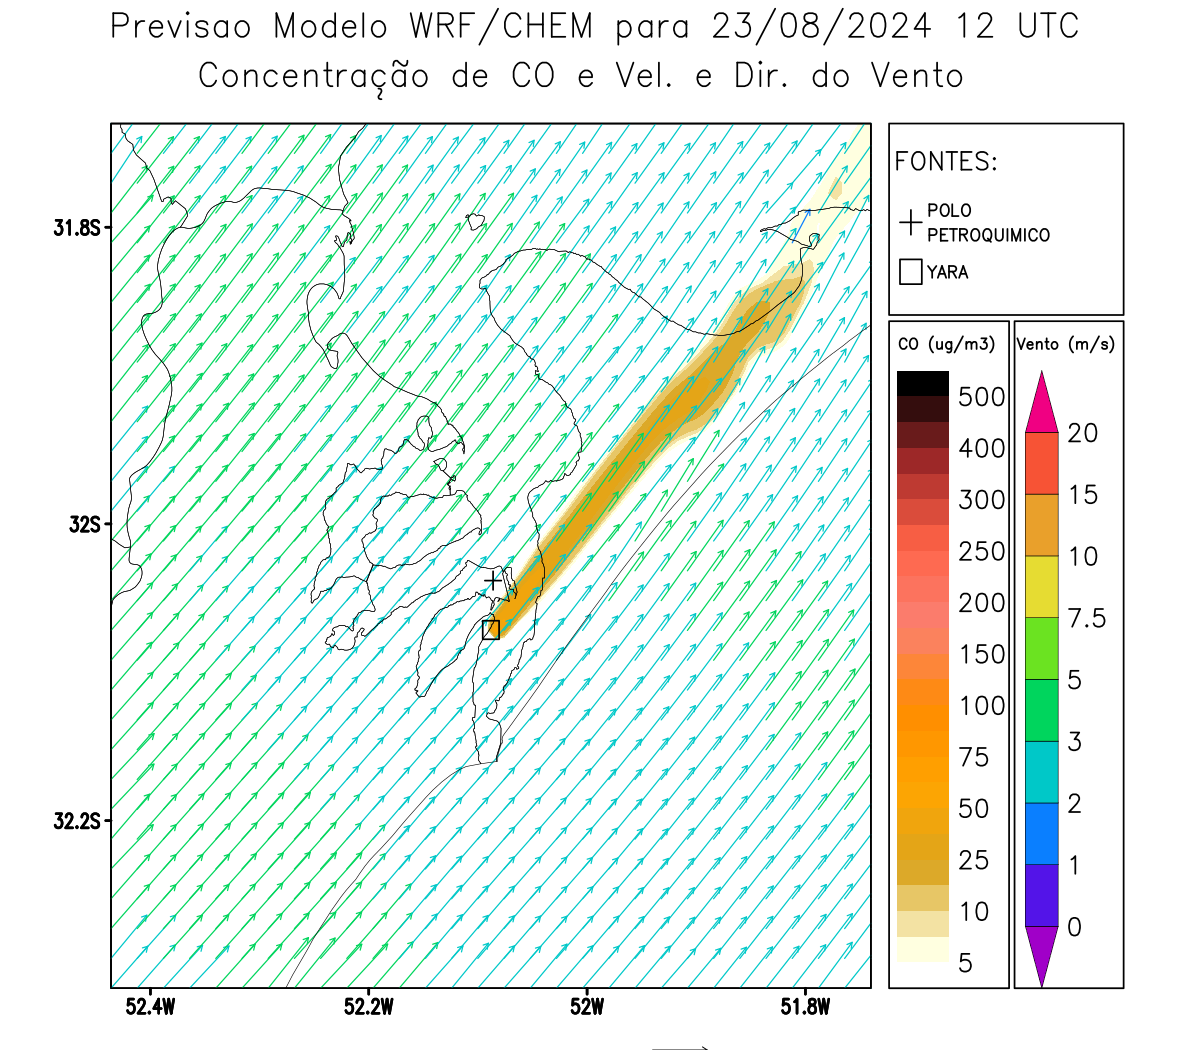 Previsao Modelo WRF/CHEM para 23/08/2024 12 UTC
Concentração de CO e Vel. e Dir. do Vento
FONTES:
POLO
PETROQUIMICO
YARA
CO (ug/m3)
500
400
300
250
200
150
100
75
50
25
10
5
Vento (m/s)
20
15
10
7.5
5
3
2
1
0
31.8S
32S
32.2S
52.4W
52.2W
52W
51.8W